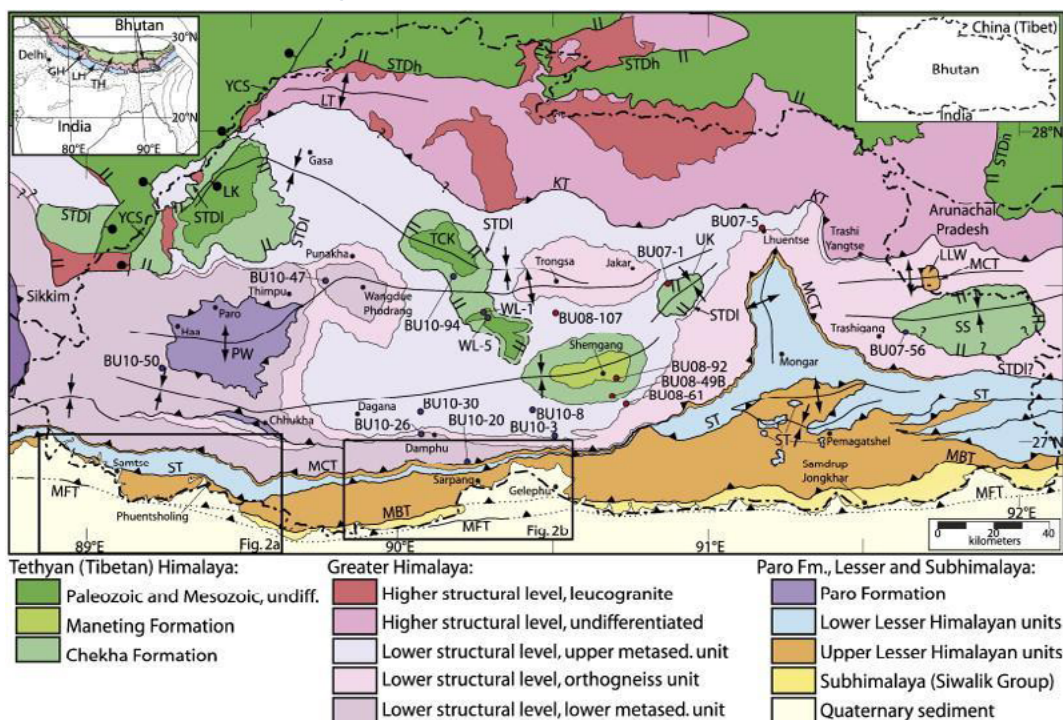 Bhutan
30°N
Delhi
GH
LH
TH
20°N
India
80°E
90°E
China (Tibet)
Bhutan
India
YCS
STDh
STDh
STDh
28°N
LT
Gasa
LK
STDl
KT
KT
STDl
YCS
STDl
TCK
STDl
BU07-5
Lhuentse
Trashi
Yangtse
Arunachal
Pradesh
Punakha
Trongsa
Jakar
BU07-1
UK
LLW
MCT
BU10-47
Thimpu
Wangdue
Phodrang
Sikkim
Paro
Haa
PW
BU10-94
WL-1
WL-5
BU08-107
STDl
MCT
Trashigang
SS
BU07-56
STDl?
BU10-50
Shemgang
BU08-92
BU08-49B
BU08-61
Mongar
Dagana
BU10-30
BU10-20
BU10-8
BU10-26
BU10-3
Chhukha
Damphu
ST
ST
ST
Pemagatshel
27°N
Samtse
ST
MCT
Sarpang
Gelephu
Samdrup
Jongkhar
MBT
MFT
Phuentsholing
MBT
MFT
MFT
89°E
Fig. 2a
90°E
Fig. 2b
91°E
92°E
0 20 40
kilometers
Tethyan (Tibetan) Himalaya:
Paleozoic and Mesozoic, undiff.
Maneting Formation
Chekha Formation
Greater Himalaya:
Higher structural level, leucogranite
Higher structural level, undifferentiated
Lower structural level, upper metased. unit
Lower structural level, orthogneiss unit
Lower structural level, lower metased. unit
Paro Fm., Lesser and Subhimalaya:
Paro Formation
Lower Lesser Himalayan units
Upper Lesser Himalayan units
Subhimalaya (Siwalik Group)
Quaternary sediment